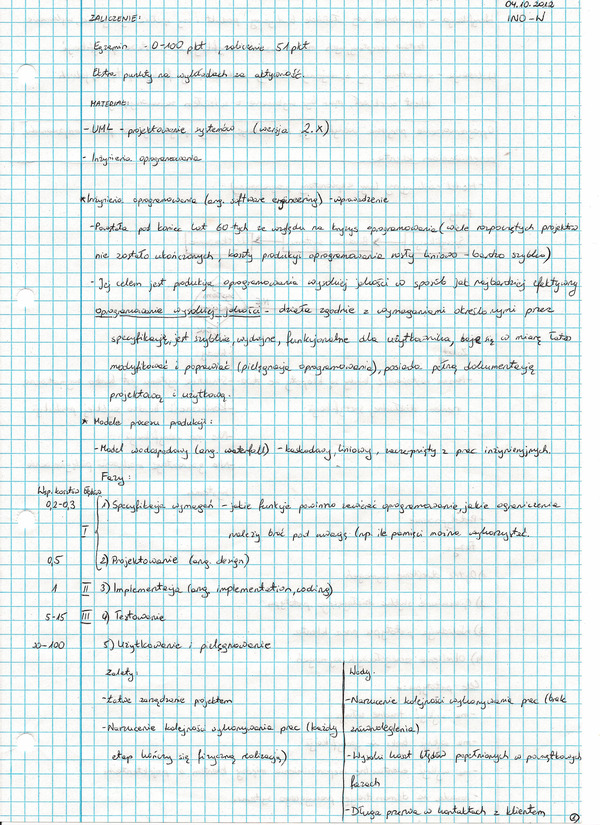 04.10.2012
INO-W
ZALICZENIE:
Egzamin - 0-100 pkt, zaliczenie 51 pkt
Ekstra punkty na wykładach za aktywność.
MATERIAŁ:
- UML - projektowanie systemów (wersja 2.x)
- Inżynieria oprogramowania
* Inżynieria oprogramowania (ang. software engineering) - wprowadzenie
- Powstała pod koniec lat 60-tych ze względu na kryzys oprogramowania (wiele rozpoczętych projektów
nie zostało ukończonych, koszty produkcji oprogramowania rosły liniowo - bardzo szybko)
- Jej celem jest produkcja oprogramowania wysokiej jakości w sposób jak najbardziej efektywny
oprogramowanie wysokiej jakości - działa zgodnie z wymaganiami określonymi przez
specyfikację, jest szybkie, wydajne, funkcjonalne dla użytkownika, daje się w miarę łatwo
modyfikować i poprawiać (pielęgnacja oprogramowania), posiada pełną dokumentację
projektową i użytkową.
* Modele procesu produkcji:
- Model wodospadowy (ang. waterfall) - kaskadowy, liniowy, zaczerpnięty z prac inżynieryjnych.
Fazy:
Wsp. kosztów błędów
0,2-0,3 1) Specyfikacja wymagań - jakie funkcje powinno zawierać oprogramowanie, jakie ograniczenia
I należy brać pod uwagę (np. ile pamięci można wykorzystać.
0,5 2) Projektowanie (ang. design)
1 II 3) Implementacja (ang. implementation, coding)
5-15 III 4) Testowanie
-100 5) Użytkowanie i pielęgnowanie
Zalety:
- Łatwe zarządzanie projektem
- Narzucenie kolejności wykonywania prac (każdy
etap kończy się fizyczną realizacją)
Wady:
- Narzucenie kolejności wykonywania prac (brak
zrównoleglenia)
- Wysoki koszt błędów popełnionych w początkowych
fazach
- Długa przerwa w kontaktach z klientem
1